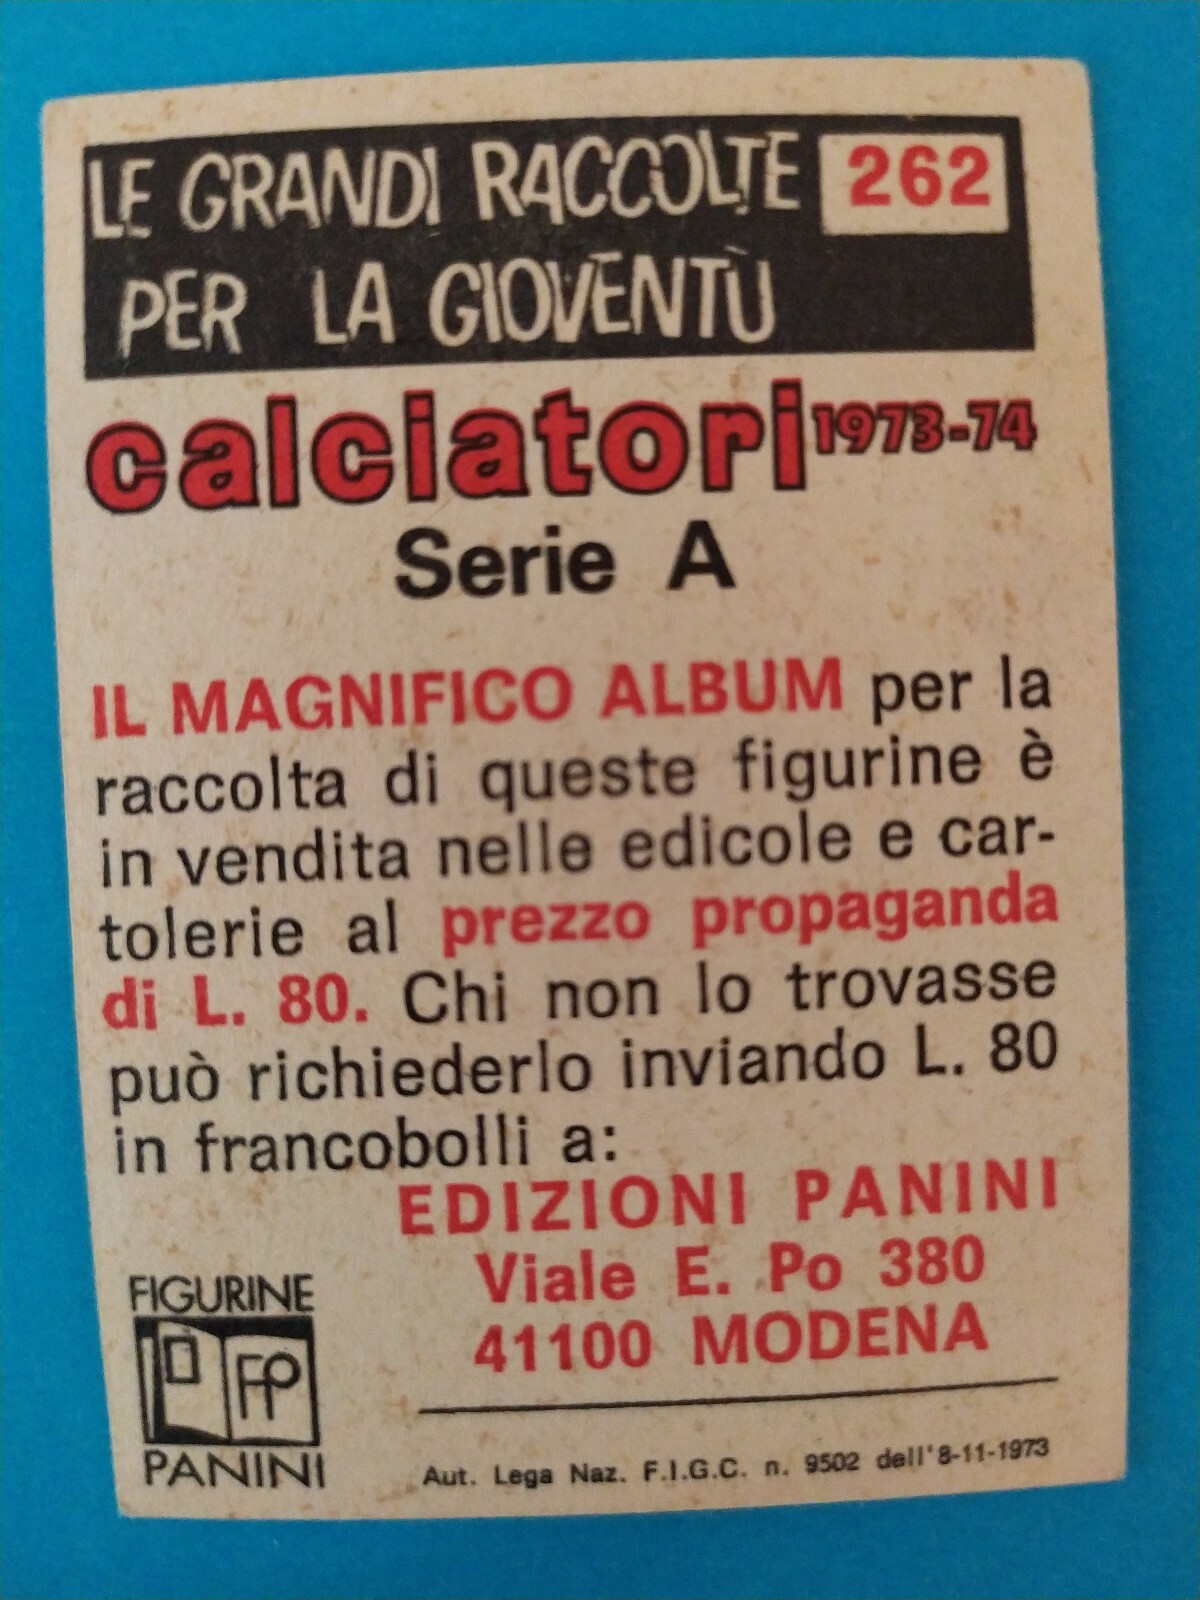 LE GRANDI RACCOLTE 262
PER LA GIOVENTÙ
calciatori 1973-74
Serie A
IL MAGNIFICO ALBUM per la
raccolta di queste figurine è
in vendita nelle edicole e car-
tolerie al prezzo propaganda
di L. 80. Chi non lo trovasse
può richiederlo inviando L. 80
in francobolli a:
EDIZIONI PANINI
Viale E. Po 380
41100 MODENA
FIGURINE
FP
PANINI
Aut. Lega Naz. F.I.G.C. n. 9502 dell'8-11-1973